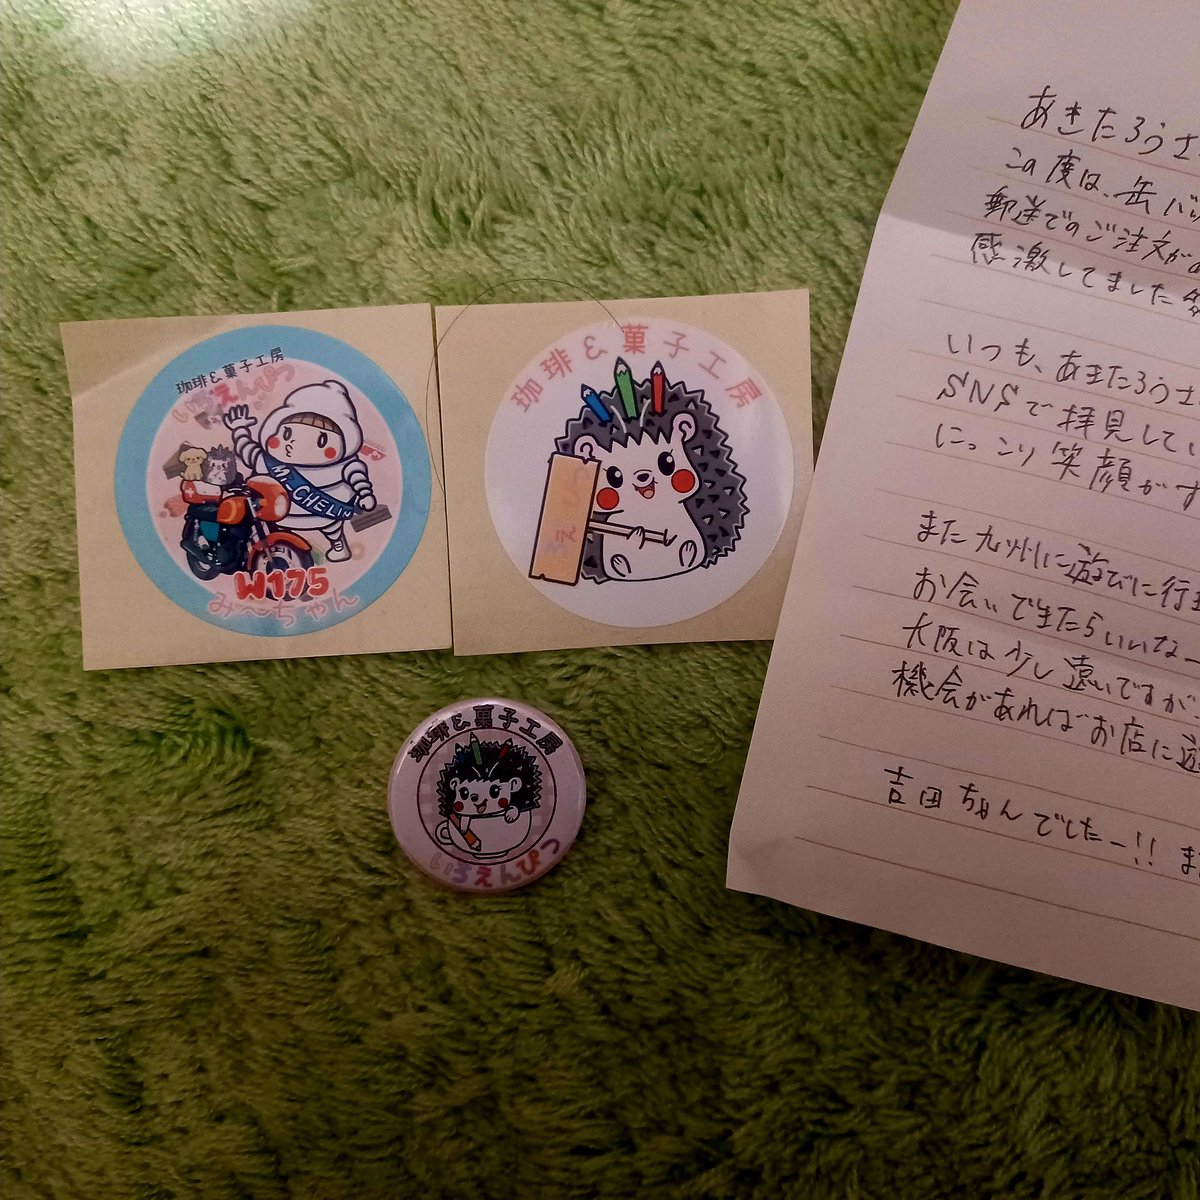 珈琲&菓子工房
いろえんぴつ
MR.CHELIN
W175
み〜ちゃん
珈琲&菓子工房
珈琲&菓子工房
いろえんぴつ
あきたろうさ
この度は、缶バッ
郵送でのご注文が
感激してました
いつも、あきたろうさ
SNSで拝見してい
にっこり笑顔がす
また九州に遊びに行
お会いできたらいいなー
大阪は少し遠いですが
機会があればお店に遊
吉田ちゃんでしたー!! ま